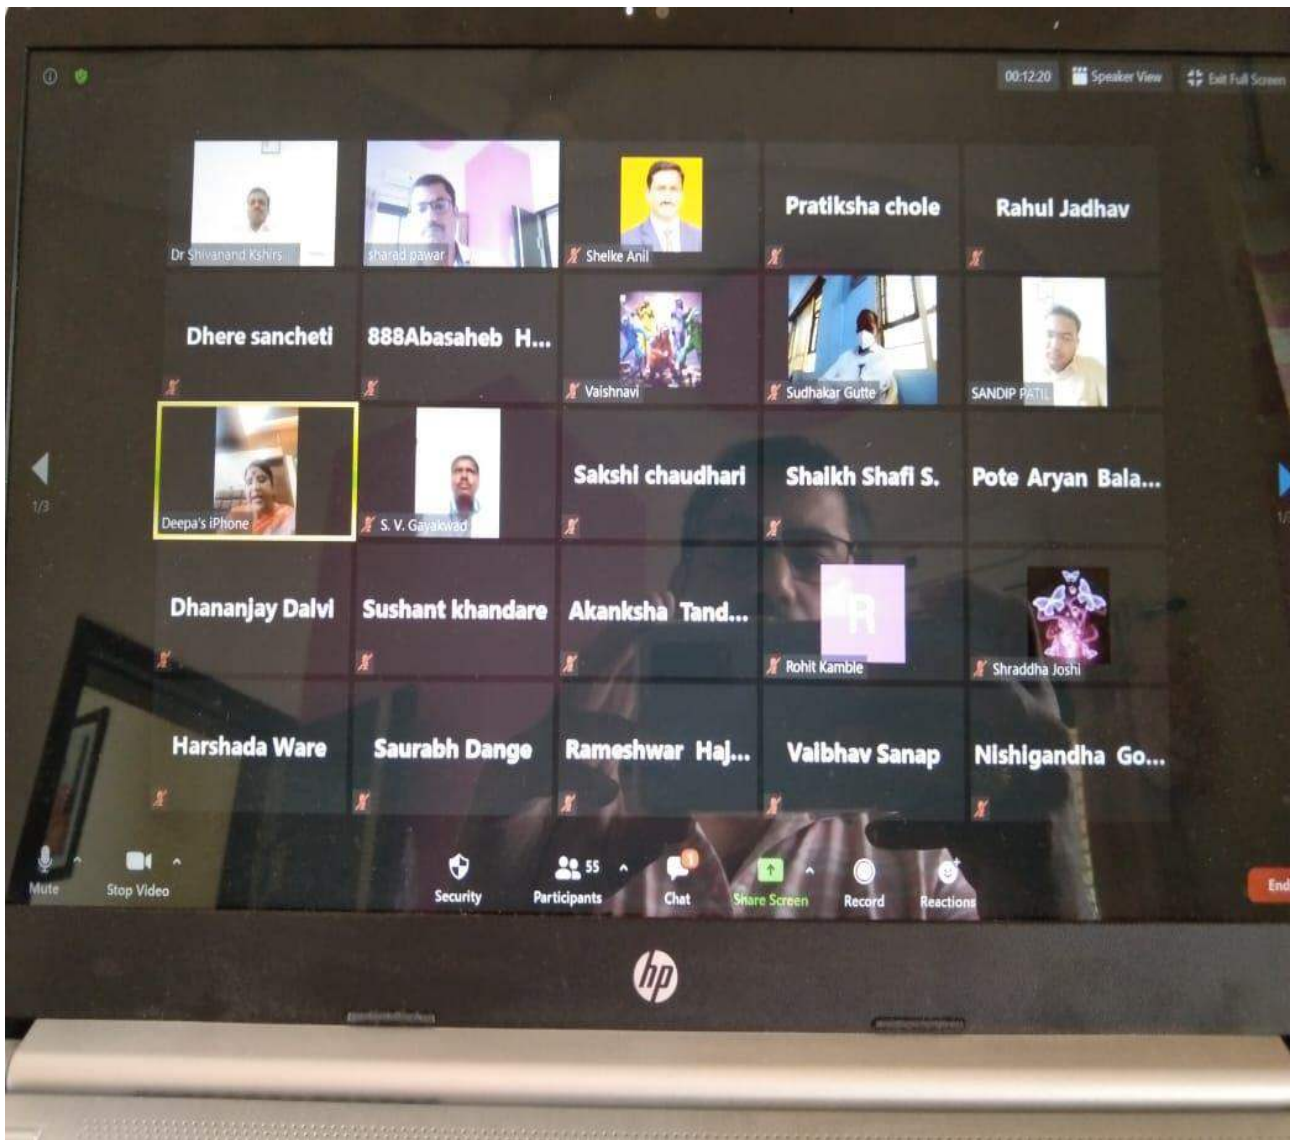 00:12:20 Speaker View Exit Full Screen
Dr Shivanand Kshirs
sharad pawar
Shelke Anil
Pratiksha chole
Rahul Jadhav
Dhere sancheti
888Abasaheb H...
Vaishnavi
Sudhakar Gutte
SANDIP PATIL
Deepa's iPhone
S. V. Gayakwad
Sakshi chaudhari
Shaikh Shafi S.
Pote Aryan Bala...
1/3
Dhananjay Dalvi
Sushant khandare
Akanksha Tand...
R
Rohit Kamble
Shraddha Joshi
Harshada Ware
Saurabh Dange
Rameshwar Haj...
Vaibhav Sanap
Nishigandha Go...
Mute
Stop Video
Security
55
Participants
Chat
Share Screen
Record
Reactions
End
hp